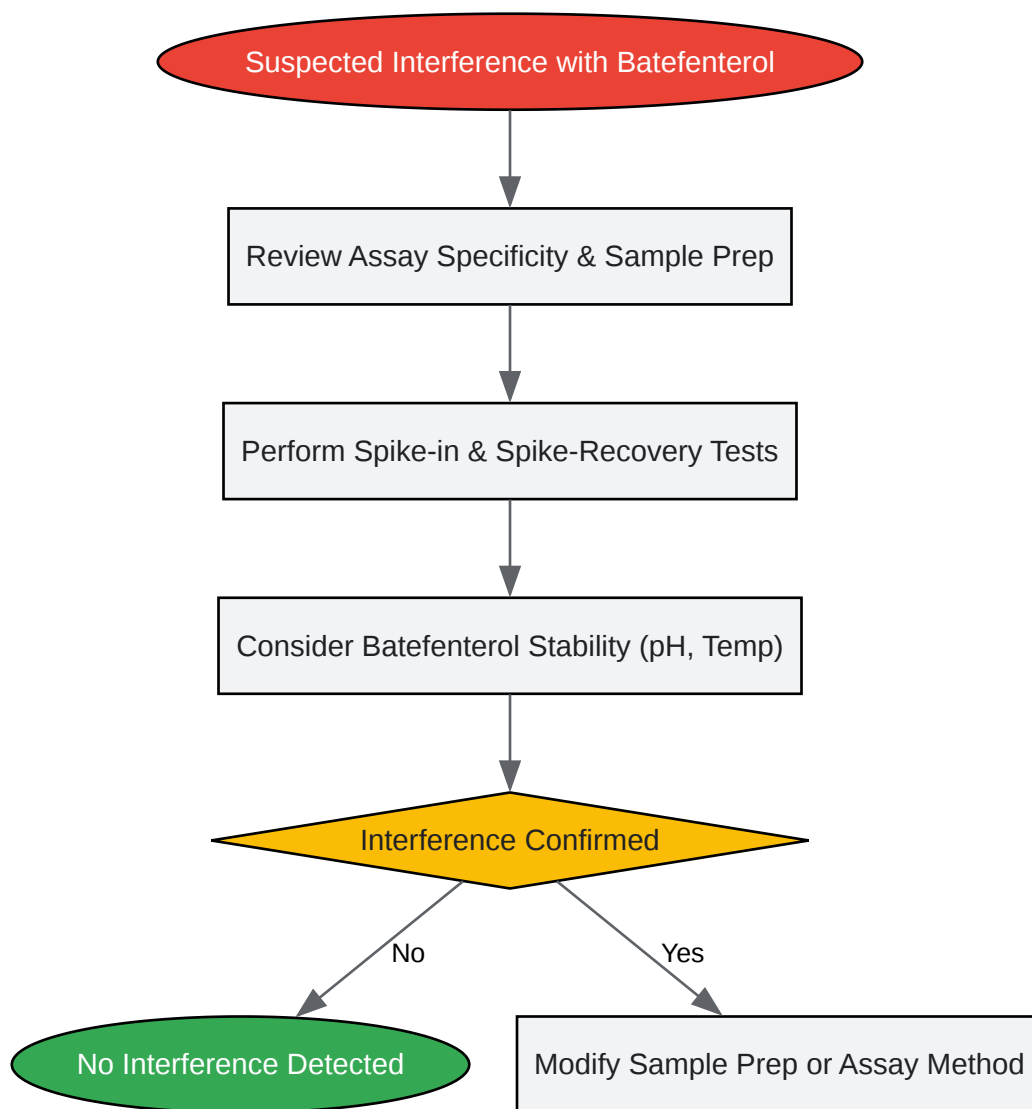 Suspected Interference with Batefenterol
Review Assay Specificity & Sample Prep
Perform Spike-in & Spike-Recovery Tests
Consider Batefenterol Stability (pH, Temp)
Interference Confirmed
No
Yes
No Interference Detected
Modify Sample Prep or Assay Method